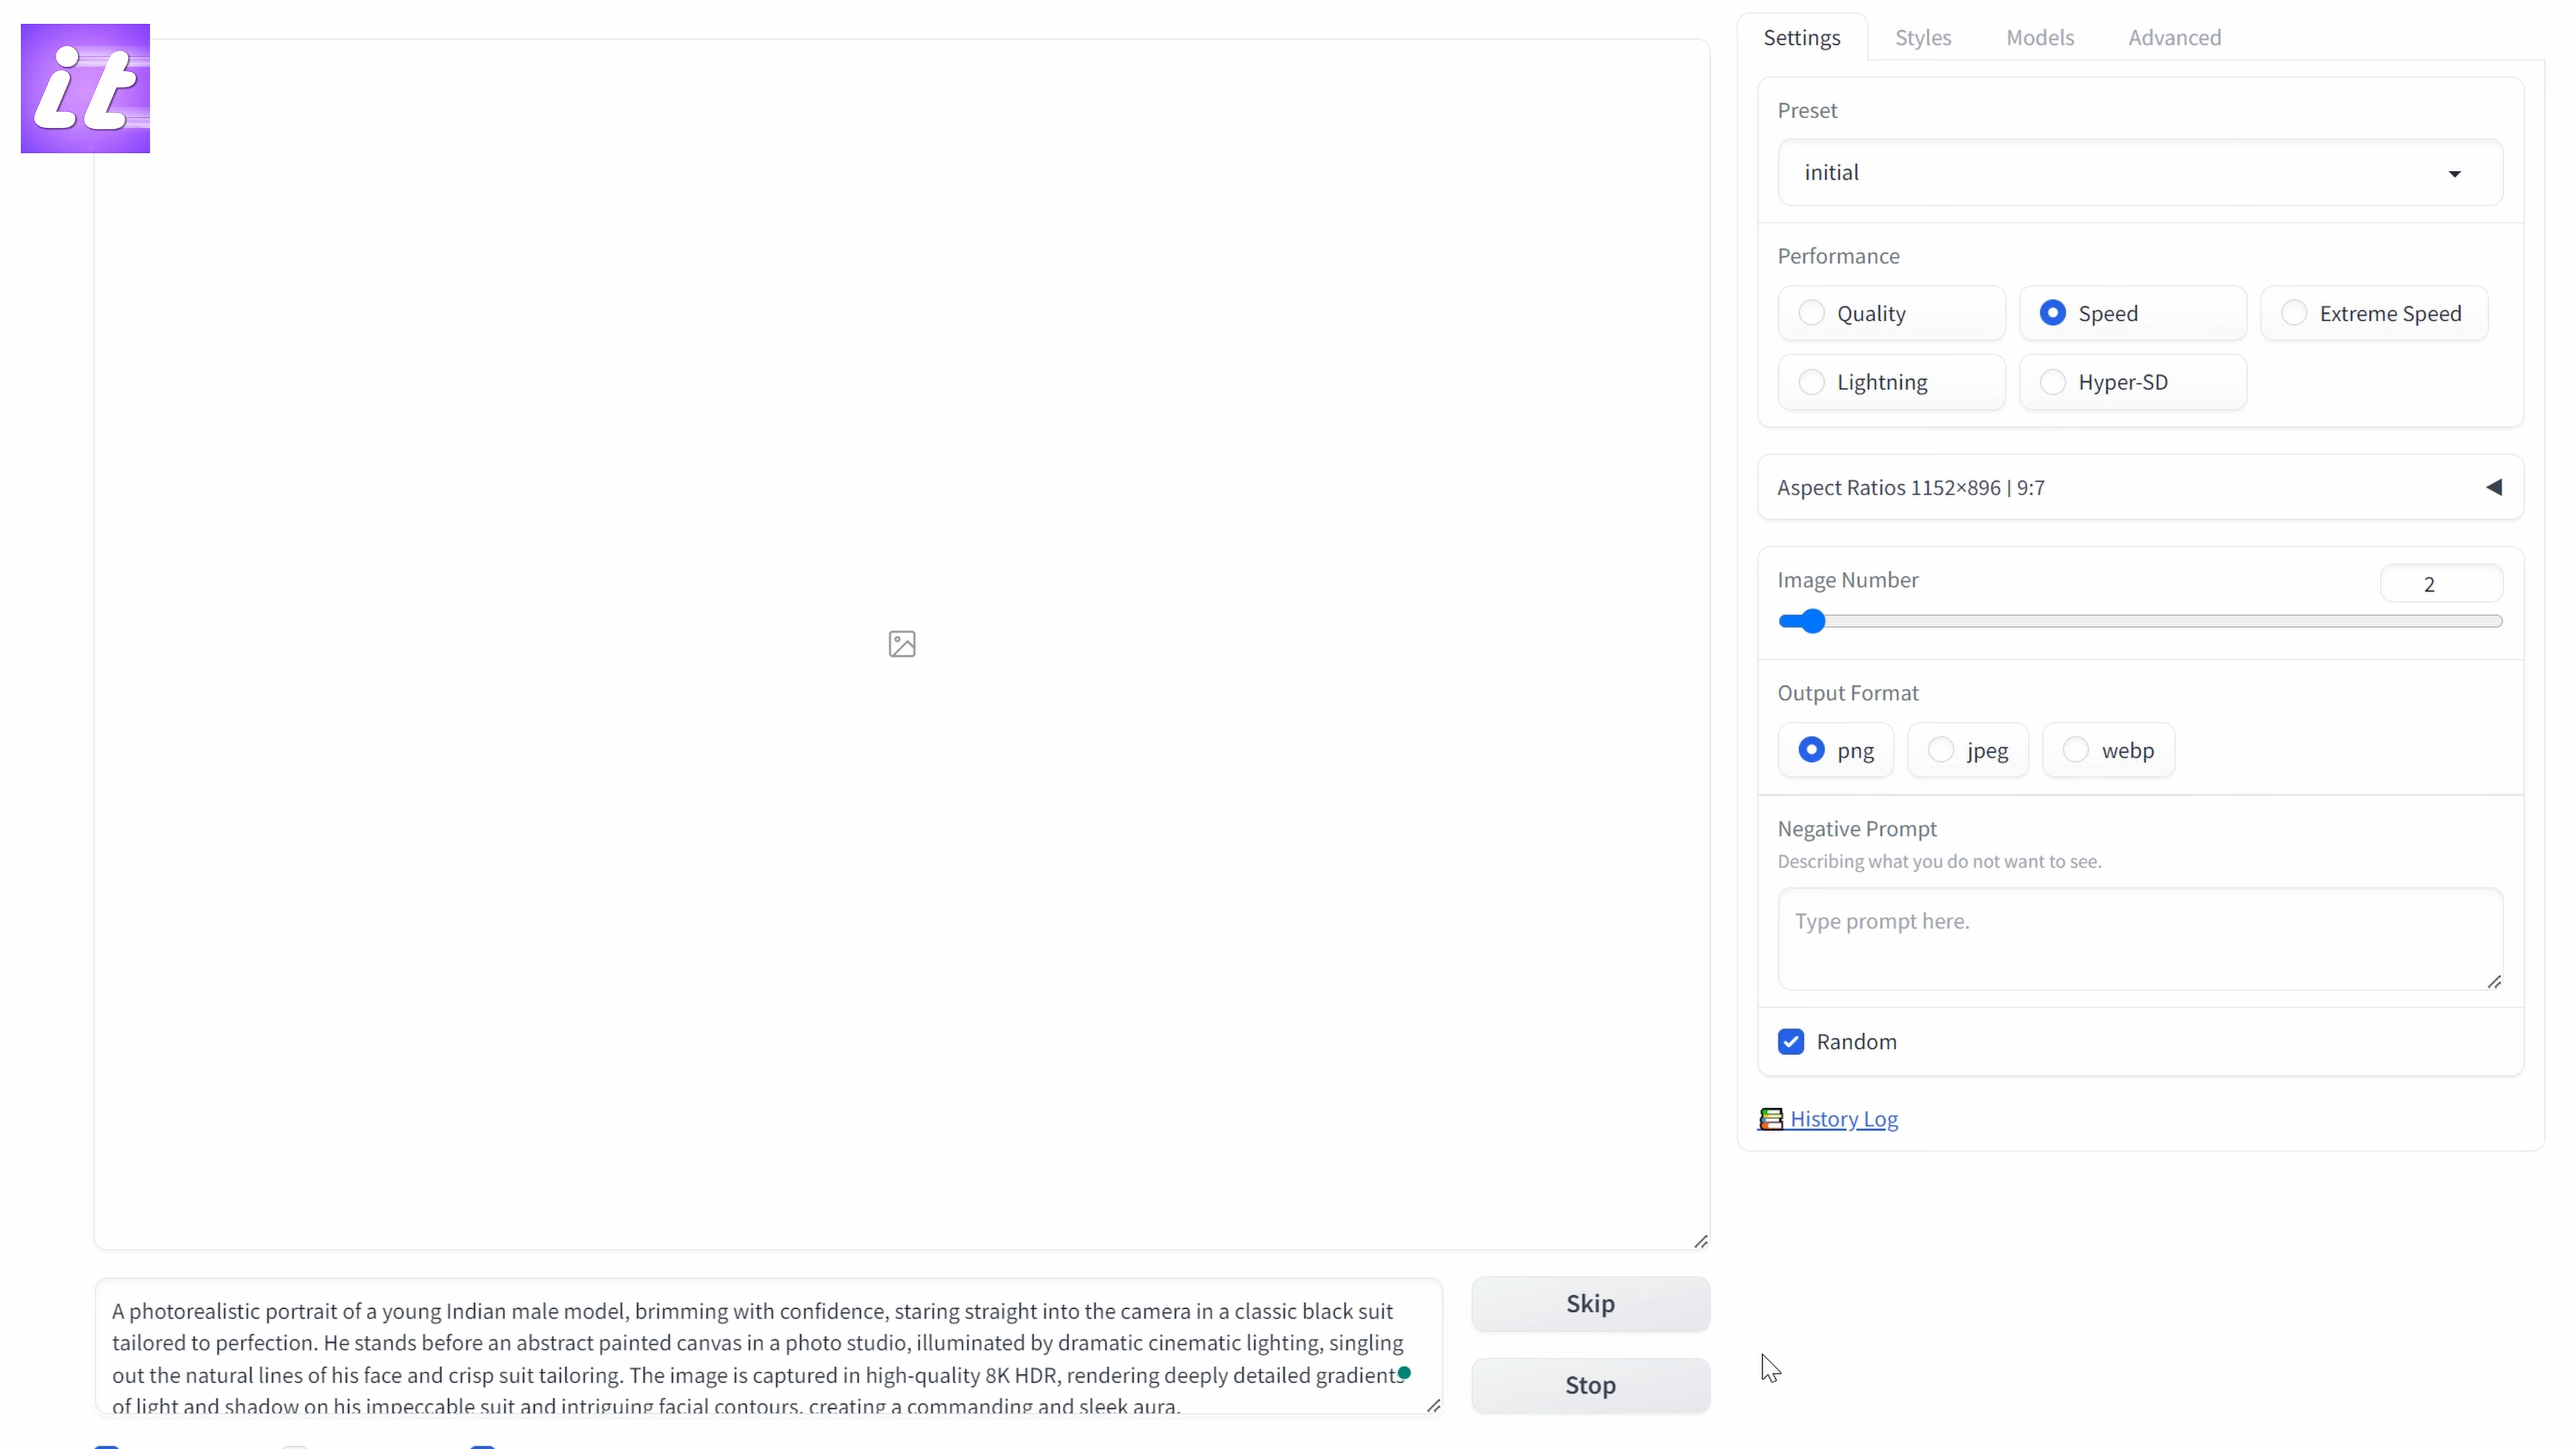 it
Settings
Styles
Models
Advanced
Preset
initial
Performance
Quality
Speed
Extreme Speed
Lightning
Hyper-SD
Aspect Ratios 1152×896 | 9:7
Image Number
2
Output Format
png
jpeg
webp
Negative Prompt
Describing what you do not want to see.
Type prompt here.
Random
History Log
A photorealistic portrait of a young Indian male model, brimming with confidence, staring straight into the camera in a classic black suit
tailored to perfection. He stands before an abstract painted canvas in a photo studio, illuminated by dramatic cinematic lighting, singling
out the natural lines of his face and crisp suit tailoring. The image is captured in high-quality 8K HDR, rendering deeply detailed gradients
of light and shadow on his impeccable suit and intriguing facial contours, creating a commanding and sleek aura.
Skip
Stop